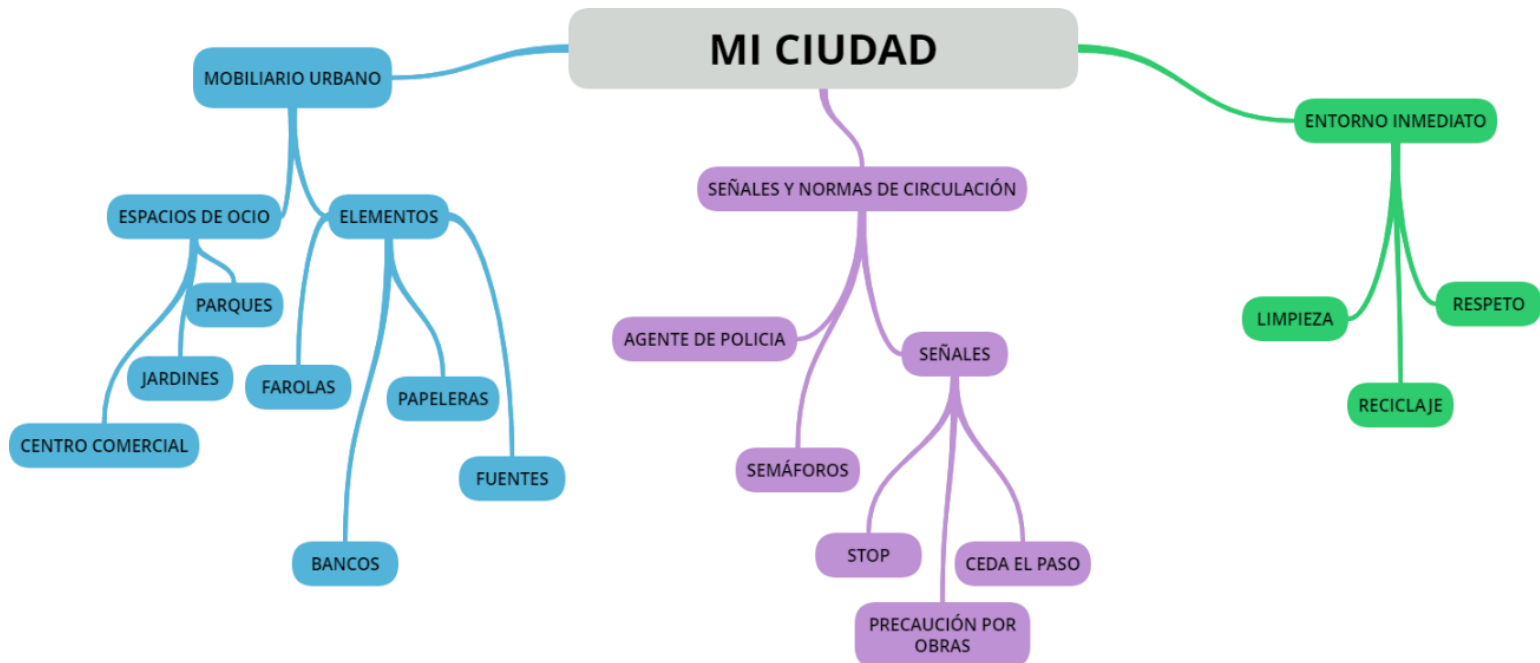 MI CIUDAD
MOBILIARIO URBANO
ESPACIOS DE OCIO
PARQUES
JARDINES
CENTRO COMERCIAL
ELEMENTOS
FAROLAS
BANCOS
PAPELERAS
FUENTES
SEÑALES Y NORMAS DE CIRCULACIÓN
AGENTE DE POLICIA
SEMÁFOROS
SEÑALES
STOP
PRECAUCIÓN POR
OBRAS
CEDA EL PASO
ENTORNO INMEDIATO
LIMPIEZA
RECICLAJE
RESPETO